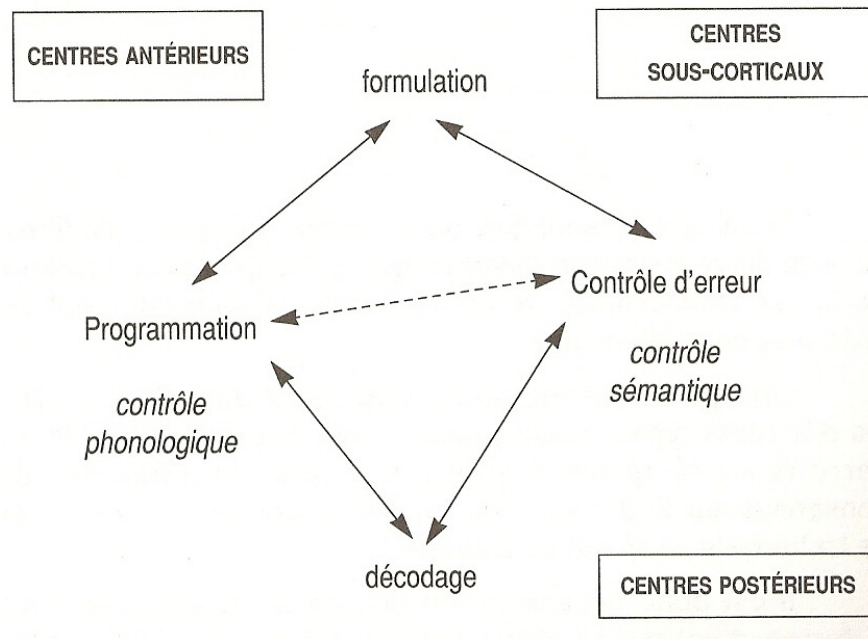 CENTRES ANTÉRIEURS
CENTRES
SOUS-CORTICAUX
formulation
Contrôle d'erreur
Programmation
contrôle
sémantique
contrôle
phonologique
décodage
CENTRES POSTÉRIEURS